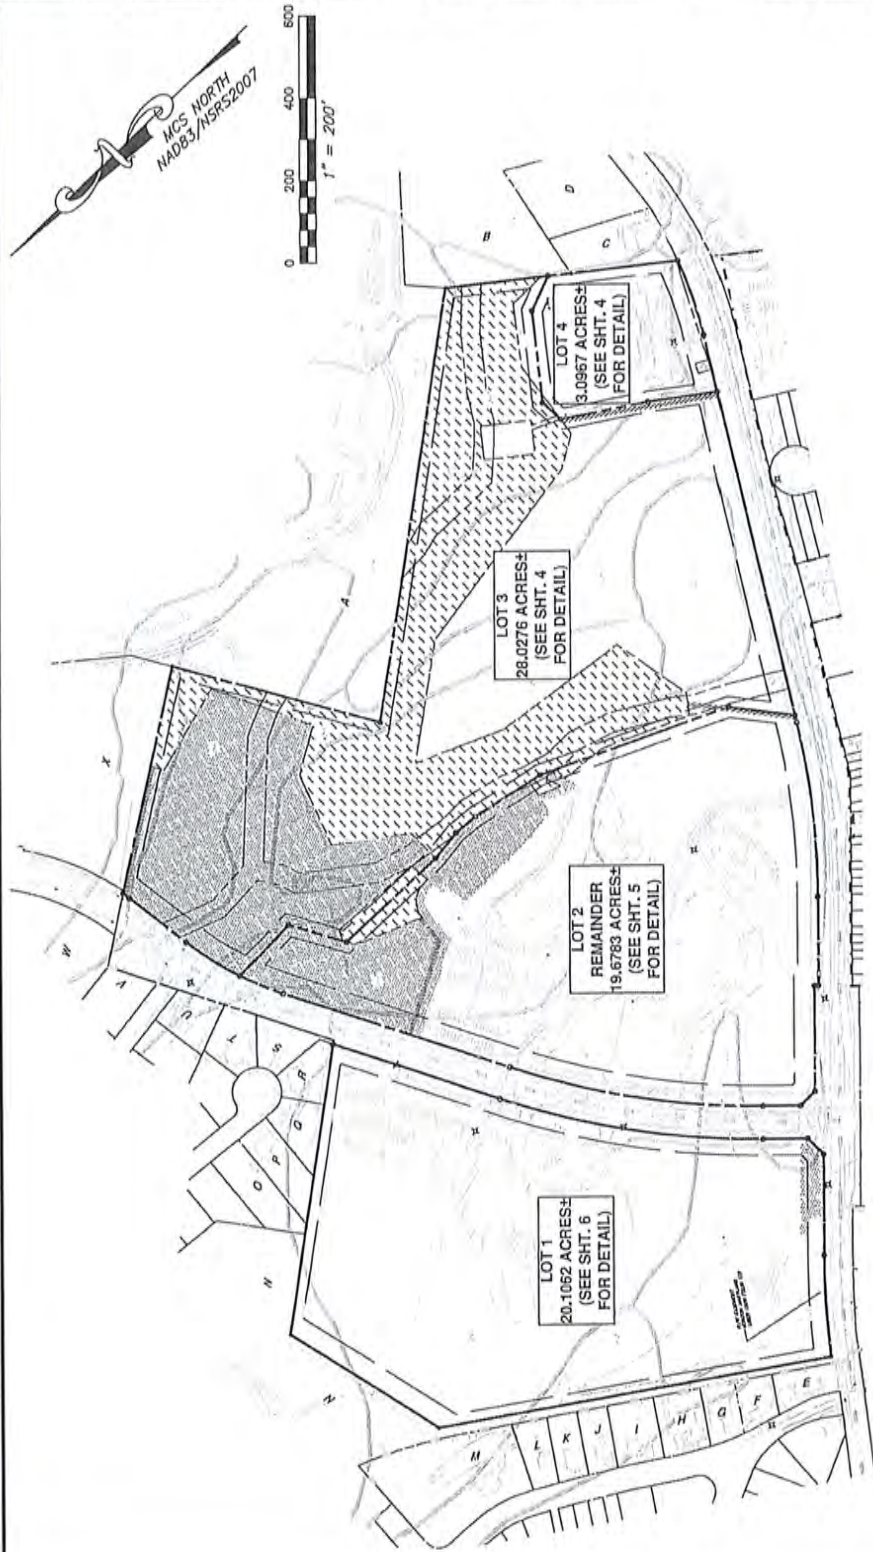 MCS NORTH
NAD83/NSRS2007
0 200 400 600
1" = 200'
B
D
C
LOT 4
3.0967 ACRES±
(SEE SHT. 4
FOR DETAIL)
A
LOT 3
28.0276 ACRES±
(SEE SHT. 4
FOR DETAIL)
X
W
V
U
S
R
Q
P
O
N
N
LOT 2
REMAINDER
19.6783 ACRES±
(SEE SHT. 5
FOR DETAIL)
LOT 1
20.1062 ACRES±
(SEE SHT. 6
FOR DETAIL)
M
L
K
J
I
H
G
F
E